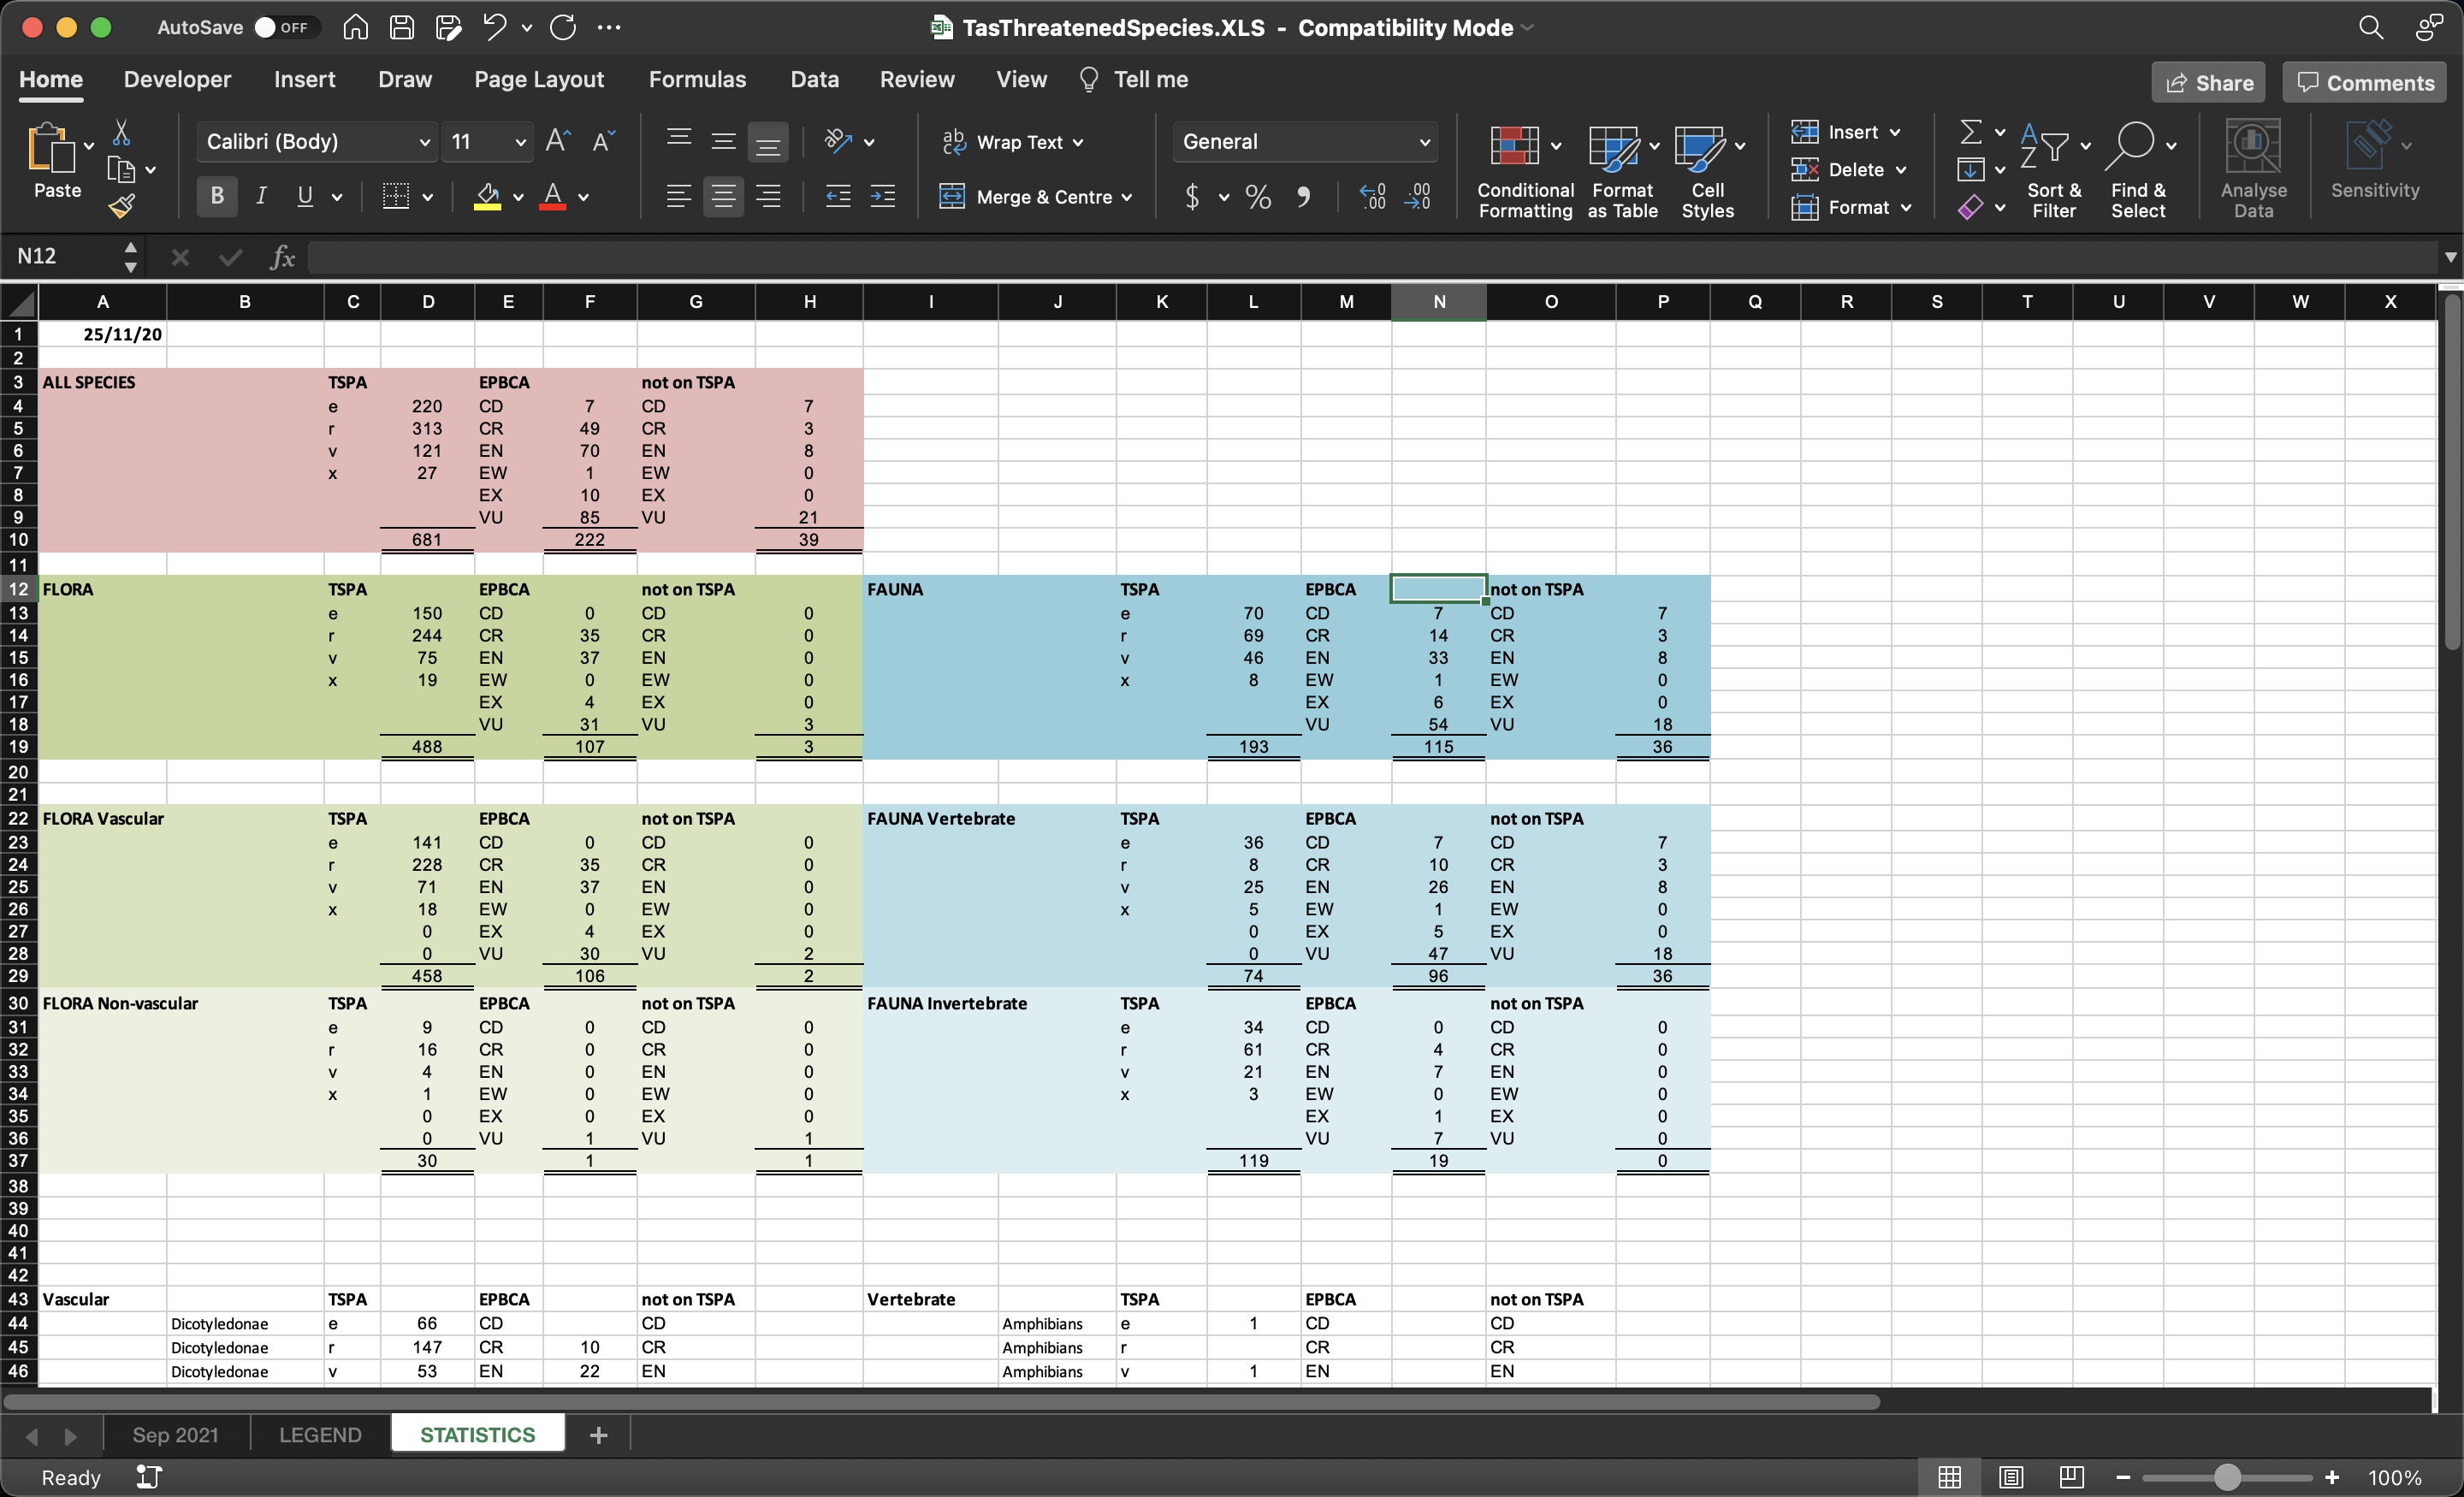 AutoSave OFF TasThreatenedSpecies.XLS - Compatibility Mode
Home Developer Insert Draw Page Layout Formulas Data Review View Tell me Share Comments
Paste Calibri (Body) 11 Wrap Text General Conditional Formatting Format as Table Cell Styles Insert Delete Format Sort & Filter Find & Select Analyse Data Sensitivity
B I U A Merge & Centre $ %
N12 fx
A B C D E F G H I J K L M N O P Q R S T U V W X
1 25/11/20
2
3 ALL SPECIES TSPA EPBCA not on TSPA
4 e 220 CD 7 CD 7
5 r 313 CR 49 CR 3
6 v 121 EN 70 EN 8
7 x 27 EW 1 EW 0
8 EX 10 EX 0
9 VU 85 VU 21
10 681 222 39
11
12 FLORA TSPA EPBCA not on TSPA FAUNA TSPA EPBCA not on TSPA
13 e 150 CD 0 CD 0 e 70 CD 7 CD 7
14 r 244 CR 35 CR 0 r 69 CR 14 CR 3
15 v 75 EN 37 EN 0 v 46 EN 33 EN 8
16 x 19 EW 0 EW 0 x 8 EW 1 EW 0
17 EX 4 EX 0 EX 6 EX 0
18 VU 31 VU 3 VU 54 VU 18
19 488 107 3 193 115 36
20
21
22 FLORA Vascular TSPA EPBCA not on TSPA FAUNA Vertebrate TSPA EPBCA not on TSPA
23 e 141 CD 0 CD 0 e 36 CD 7 CD 7
24 r 228 CR 35 CR 0 r 8 CR 10 CR 3
25 v 71 EN 37 EN 0 v 25 EN 26 EN 8
26 x 18 EW 0 EW 0 x 5 EW 1 EW 0
27 0 EX 4 EX 0 0 EX 5 EX 0
28 0 VU 30 VU 2 0 VU 47 VU 18
29 458 106 2 74 96 36
30 FLORA Non-vascular TSPA EPBCA not on TSPA FAUNA Invertebrate TSPA EPBCA not on TSPA
31 e 9 CD 0 CD 0 e 34 CD 0 CD 0
32 r 16 CR 0 CR 0 r 61 CR 4 CR 0
33 v 4 EN 0 EN 0 v 21 EN 7 EN 0
34 x 1 EW 0 EW 0 x 3 EW 0 EW 0
35 0 EX 0 EX 0 EX 1 EX 0
36 0 VU 1 VU 1 VU 7 VU 0
37 30 1 1 119 19 0
38
39
40
41
42
43 Vascular TSPA EPBCA not on TSPA Vertebrate TSPA EPBCA not on TSPA
44 Dicotyledonae e 66 CD CD Amphibians e 1 CD CD
45 Dicotyledonae r 147 CR 10 CR Amphibians r CR CR
46 Dicotyledonae v 53 EN 22 EN Amphibians v 1 EN EN
Sep 2021 LEGEND STATISTICS +
Ready 100%